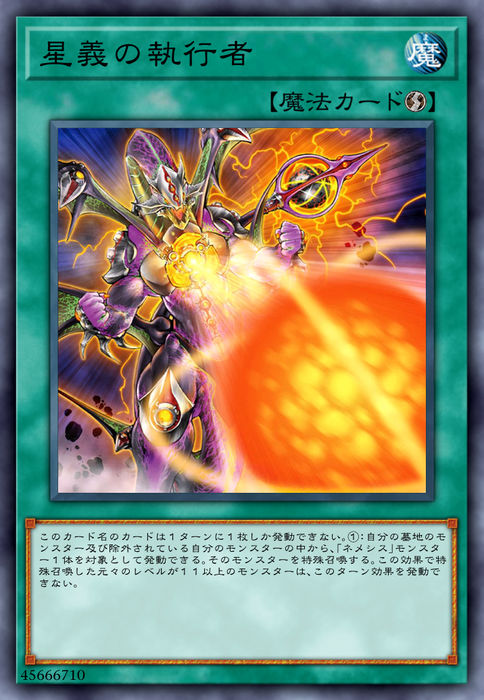 星義の執行者
魔
【魔法カード】
このカード名のカードは１ターンに１枚しか発動できない。①：自分の墓地のモ
ンスター及び除外されている自分のモンスターの中から、「ネメシス」モンスタ
ー１体を対象として発動できる。そのモンスターを特殊召喚する。この効果で特
殊召喚した元々のレベルが１１以上のモンスターは、このターン効果を発動で
きない。
45666710